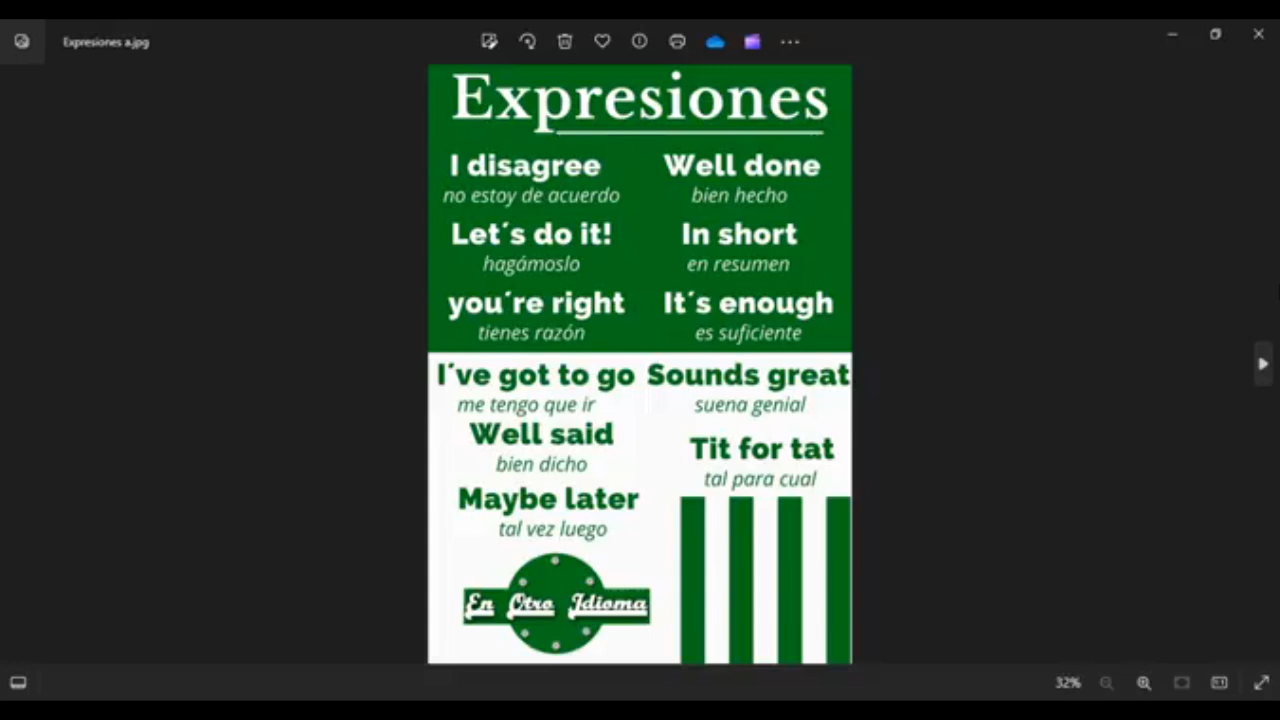 Expresiones a.jpg
Expresiones
I disagree
no estoy de acuerdo
Well done
bien hecho
Let´s do it!
hagámoslo
In short
en resumen
you´re right
tienes razón
It´s enough
es suficiente
I´ve got to go
me tengo que ir
Sounds great
suena genial
Well said
bien dicho
Tit for tat
tal para cual
Maybe later
tal vez luego
En Otro Idioma
32%